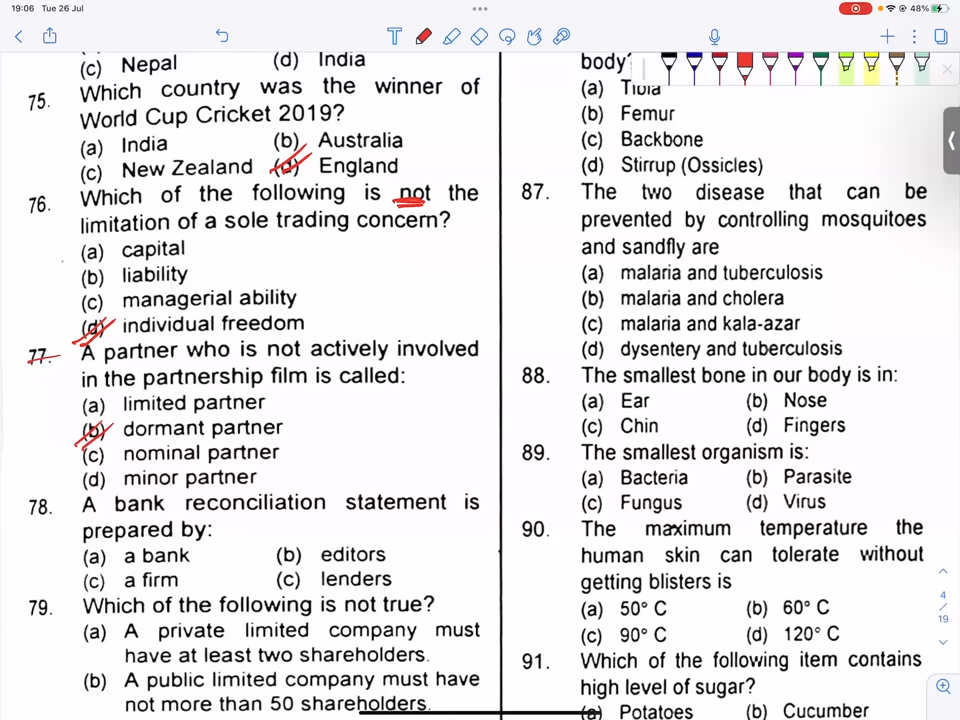 19:06 Tue 26 Jul
48%
(c) Nepal (d) India
75. Which country was the winner of
World Cup Cricket 2019?
(a) India (b) Australia
(c) New Zealand (d) England
76. Which of the following is not the
limitation of a sole trading concern?
(a) capital
(b) liability
(c) managerial ability
(d) individual freedom
77. A partner who is not actively involved
in the partnership film is called:
(a) limited partner
(b) dormant partner
(c) nominal partner
(d) minor partner
78. A bank reconciliation statement is
prepared by:
(a) a bank (b) editors
(c) a firm (c) lenders
79. Which of the following is not true?
(a) A private limited company must
have at least two shareholders.
(b) A public limited company must have
not more than 50 shareholders.
body?
(a) Tibia
(b) Femur
(c) Backbone
(d) Stirrup (Ossicles)
87. The two disease that can be
prevented by controlling mosquitoes
and sandfly are
(a) malaria and tuberculosis
(b) malaria and cholera
(c) malaria and kala-azar
(d) dysentery and tuberculosis
88. The smallest bone in our body is in:
(a) Ear (b) Nose
(c) Chin (d) Fingers
89. The smallest organism is:
(a) Bacteria (b) Parasite
(c) Fungus (d) Virus
90. The maximum temperature the
human skin can tolerate without
getting blisters is
(a) 50° C (b) 60° C
(c) 90° C (d) 120° C
91. Which of the following item contains
high level of sugar?
(a) Potatoes (b) Cucumber
4
/
19